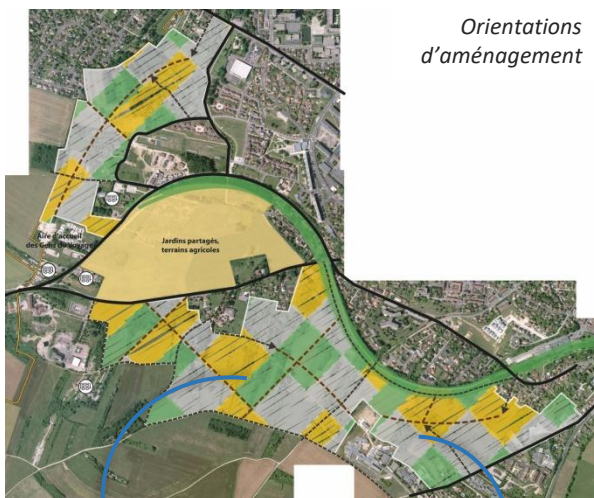 Orientations
d'aménagement
Aire d'accueil
des Gens du voyage
Jardins partagés,
terrains agricoles